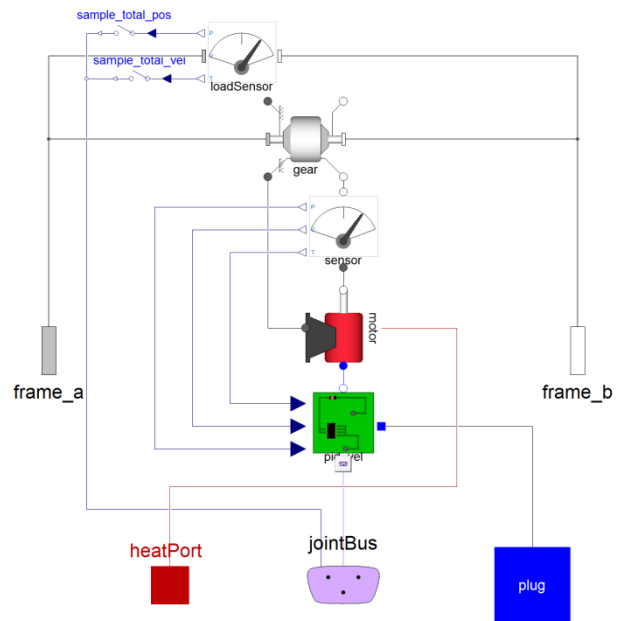 sample_total_pos
P
sample_total_vel
T
loadSensor
gear
P
U
T
sensor
motor
frame_a
frame_b
heatPort
jointBus
plug